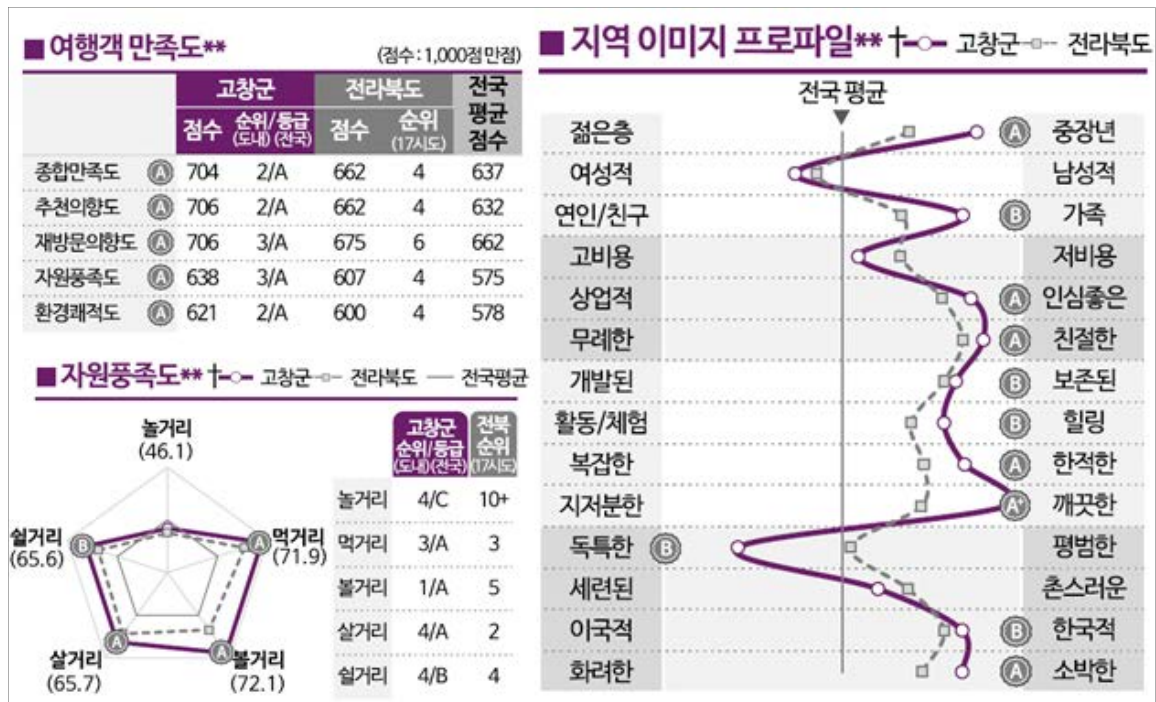 ■ 여행객 만족도**
(점수 : 1,000점 만점)
고창군 전라북도 전국 평균 점수
점수 순위/등급 (도내) (전국) 점수 순위 (17시도)
종합만족도 A 704 2/A 662 4 637
추천의향도 A 706 2/A 662 4 632
재방문의향도 A 706 3/A 675 6 662
자원풍족도 A 638 3/A 607 4 575
환경쾌적도 A 621 2/A 600 4 578
■ 자원풍족도** † 고창군 전라북도 전국평균
놀거리
(46.1)
쉴거리
(65.6)
B
A
먹거리
(71.9)
살거리
(65.7)
A
A
볼거리
(72.1)
고창군 순위/등급 (도내)(전국) 전북 순위 (17시도)
놀거리 4/C 10+
먹거리 3/A 3
볼거리 1/A 5
살거리 4/A 2
쉴거리 4/B 4
■ 지역 이미지 프로파일** † 고창군 전라북도
전국 평균
▼
젊은층 A 중장년
여성적 남성적
연인/친구 B 가족
고비용 저비용
상업적 A 인심좋은
무례한 A 친절한
개발된 B 보존된
활동/체험 B 힐링
복잡한 A 한적한
지저분한 A+ 깨끗한
독특한 B 평범한
세련된 촌스러운
이국적 B 한국적
화려한 A 소박한